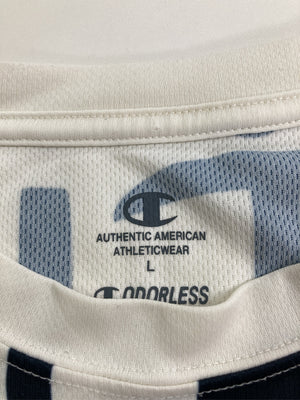 AUTHENTIC AMERICAN
ATHLETICWEAR
L
ODORLESS